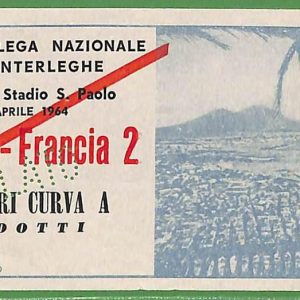 LEGA NAZIONALE
INTERLEGHE
Stadio S. Paolo
APRILE 1964
- Francia 2
RI CURVA A
DOTTI